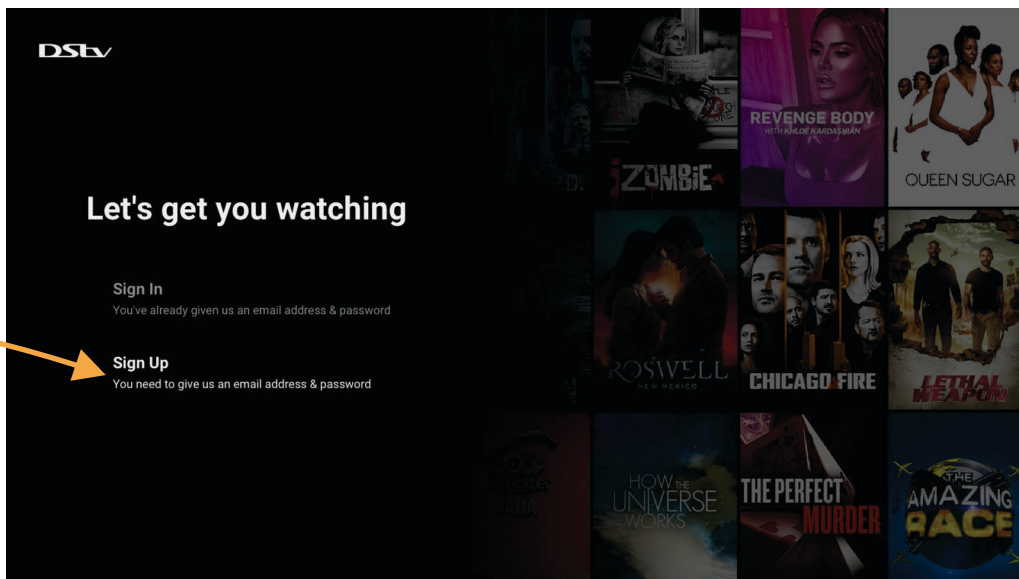 DStv
Let's get you watching
Sign In
You've already given us an email address & password
Sign Up
You need to give us an email address & password
iZOMBiE
REVENGE BODY
WITH KHLOÉ KARDASHIAN
QUEEN SUGAR
ROSWELL
NEW MEXICO
CHICAGO FIRE
LETHAL
WEAPON
HOW THE
UNIVERSE
WORKS
THE PERFECT
MURDER
THE
AMAZING
RACE